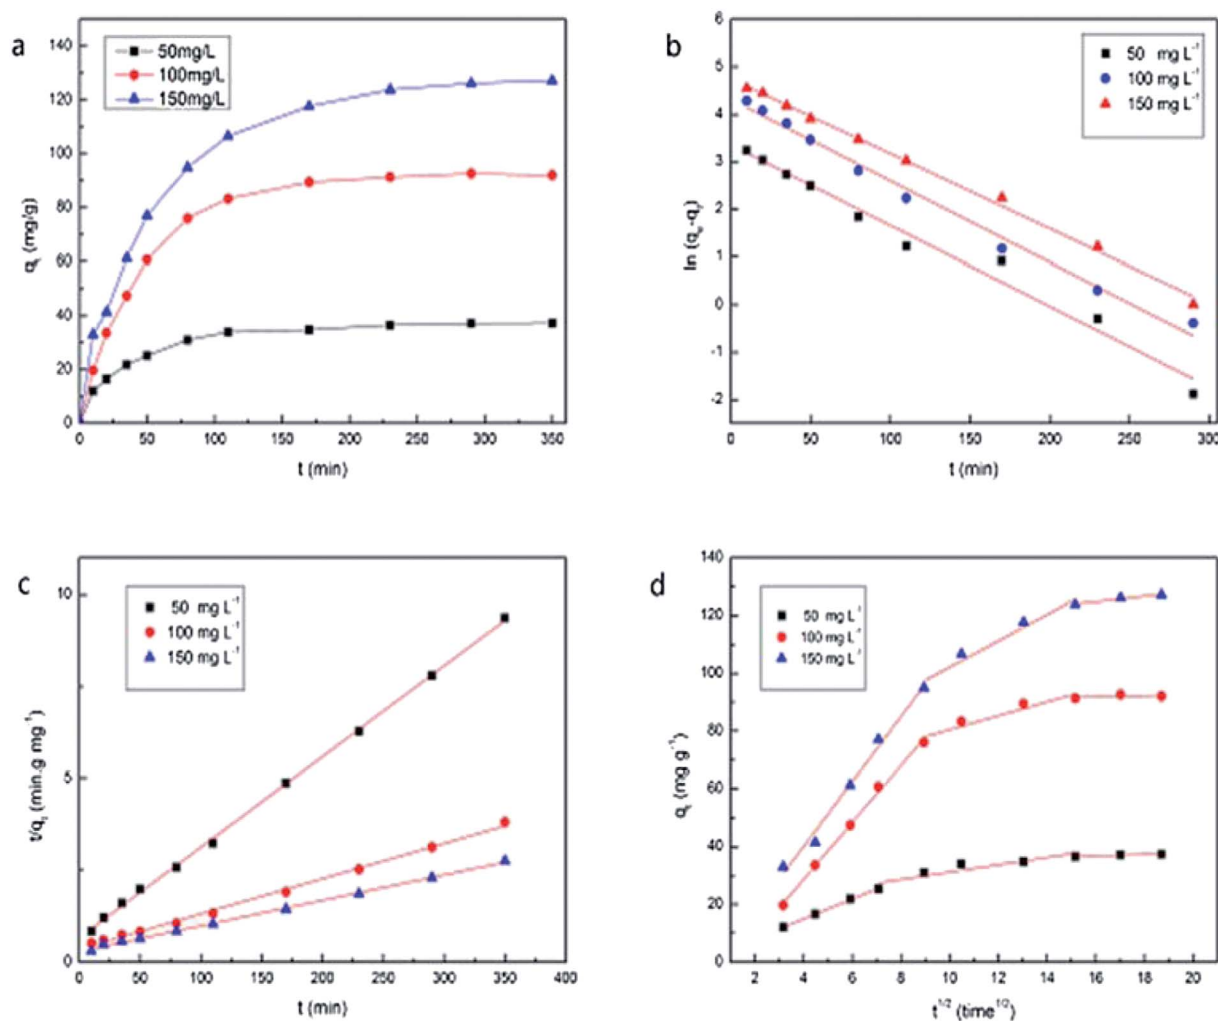 a
140
120
100
80
60
40
20
0
qt (mg/g)
50mg/L
100mg/L
150mg/L
0 50 100 150 200 250 300 350
t (min)
b
6
5
4
3
2
1
0
-1
-2
ln (qe-qt)
50 mg L-1
100 mg L-1
150 mg L-1
0 50 100 150 200 250 300
t (min)
c
10
5
0
t/qt (min.g mg-1)
50 mg L-1
100 mg L-1
150 mg L-1
0 50 100 150 200 250 300 350 400
t (min)
d
140
120
100
80
60
40
20
0
qt (mg g-1)
50 mg L-1
100 mg L-1
150 mg L-1
2 4 6 8 10 12 14 16 18 20
t1/2 (time1/2)